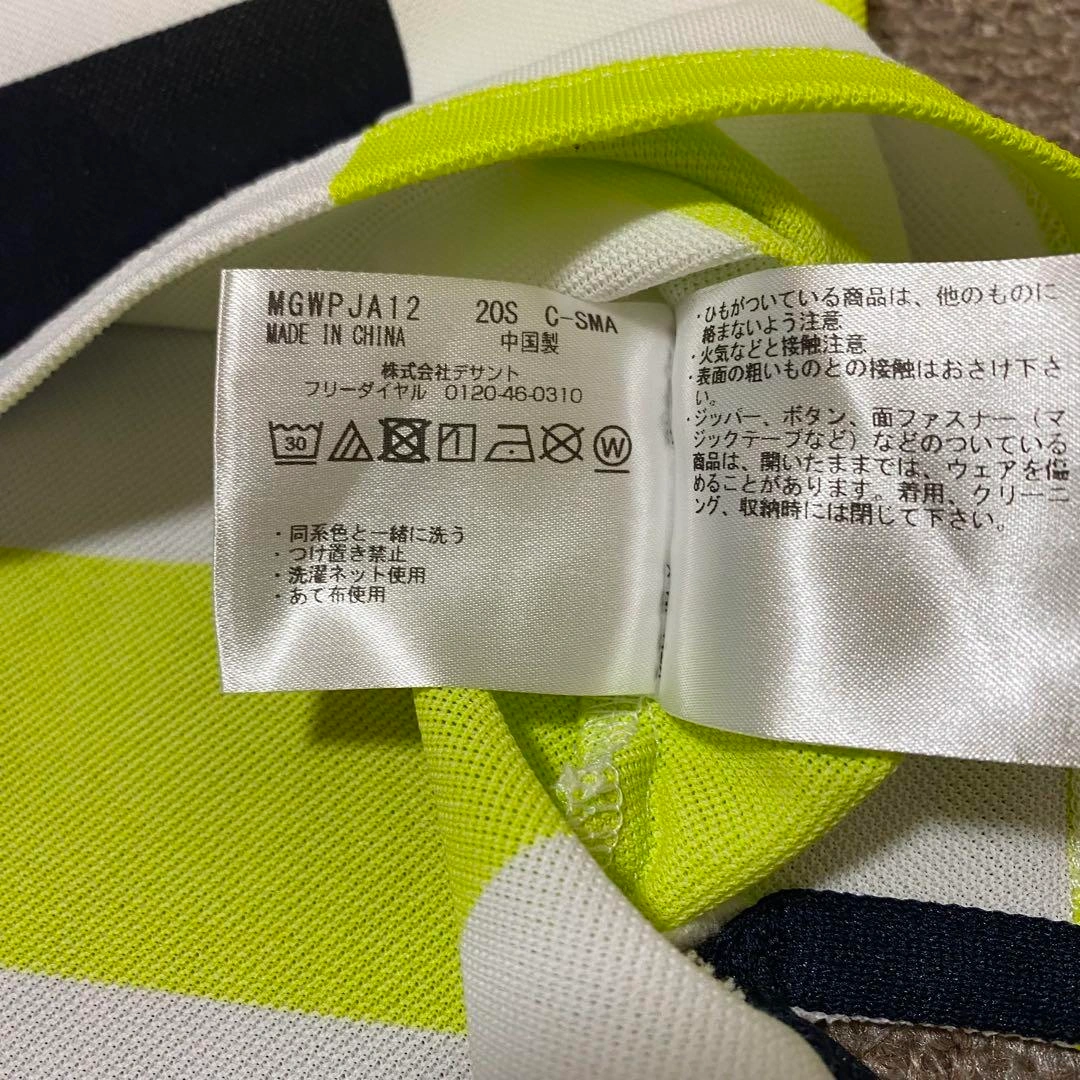 MGWPJA12 20S C-SMA
MADE IN CHINA 中国製
株式会社デサント
フリーダイヤル 0120-46-0310
30 W
・同系色と一緒に洗う
・つけ置き禁止
・洗濯ネット使用
・あて布使用
・ひもがついている商品は、他のものに
絡まないよう注意
・火気などと接触注意
・表面の粗いものとの接触はおさけ下さ
い。
・ジッパー、ボタン、面ファスナー（マ
ジックテープなど）などのついている
商品は、開いたままでは、ウェアを傷
めることがあります。着用、クリーニ
ング、収納時には閉じて下さい。